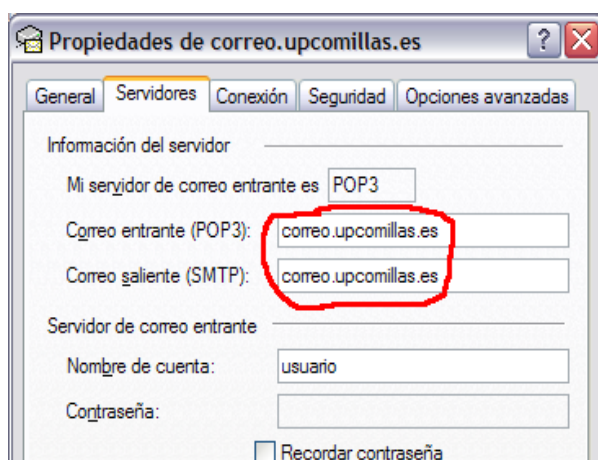 Propiedades de correo.upcomillas.es ?
General Servidores Conexión Seguridad Opciones avanzadas
Información del servidor
Mi servidor de correo entrante es POP3
Correo entrante (POP3): correo.upcomillas.es
Correo saliente (SMTP): correo.upcomillas.es
Servidor de correo entrante
Nombre de cuenta: usuario
Contraseña:
Recordar contraseña